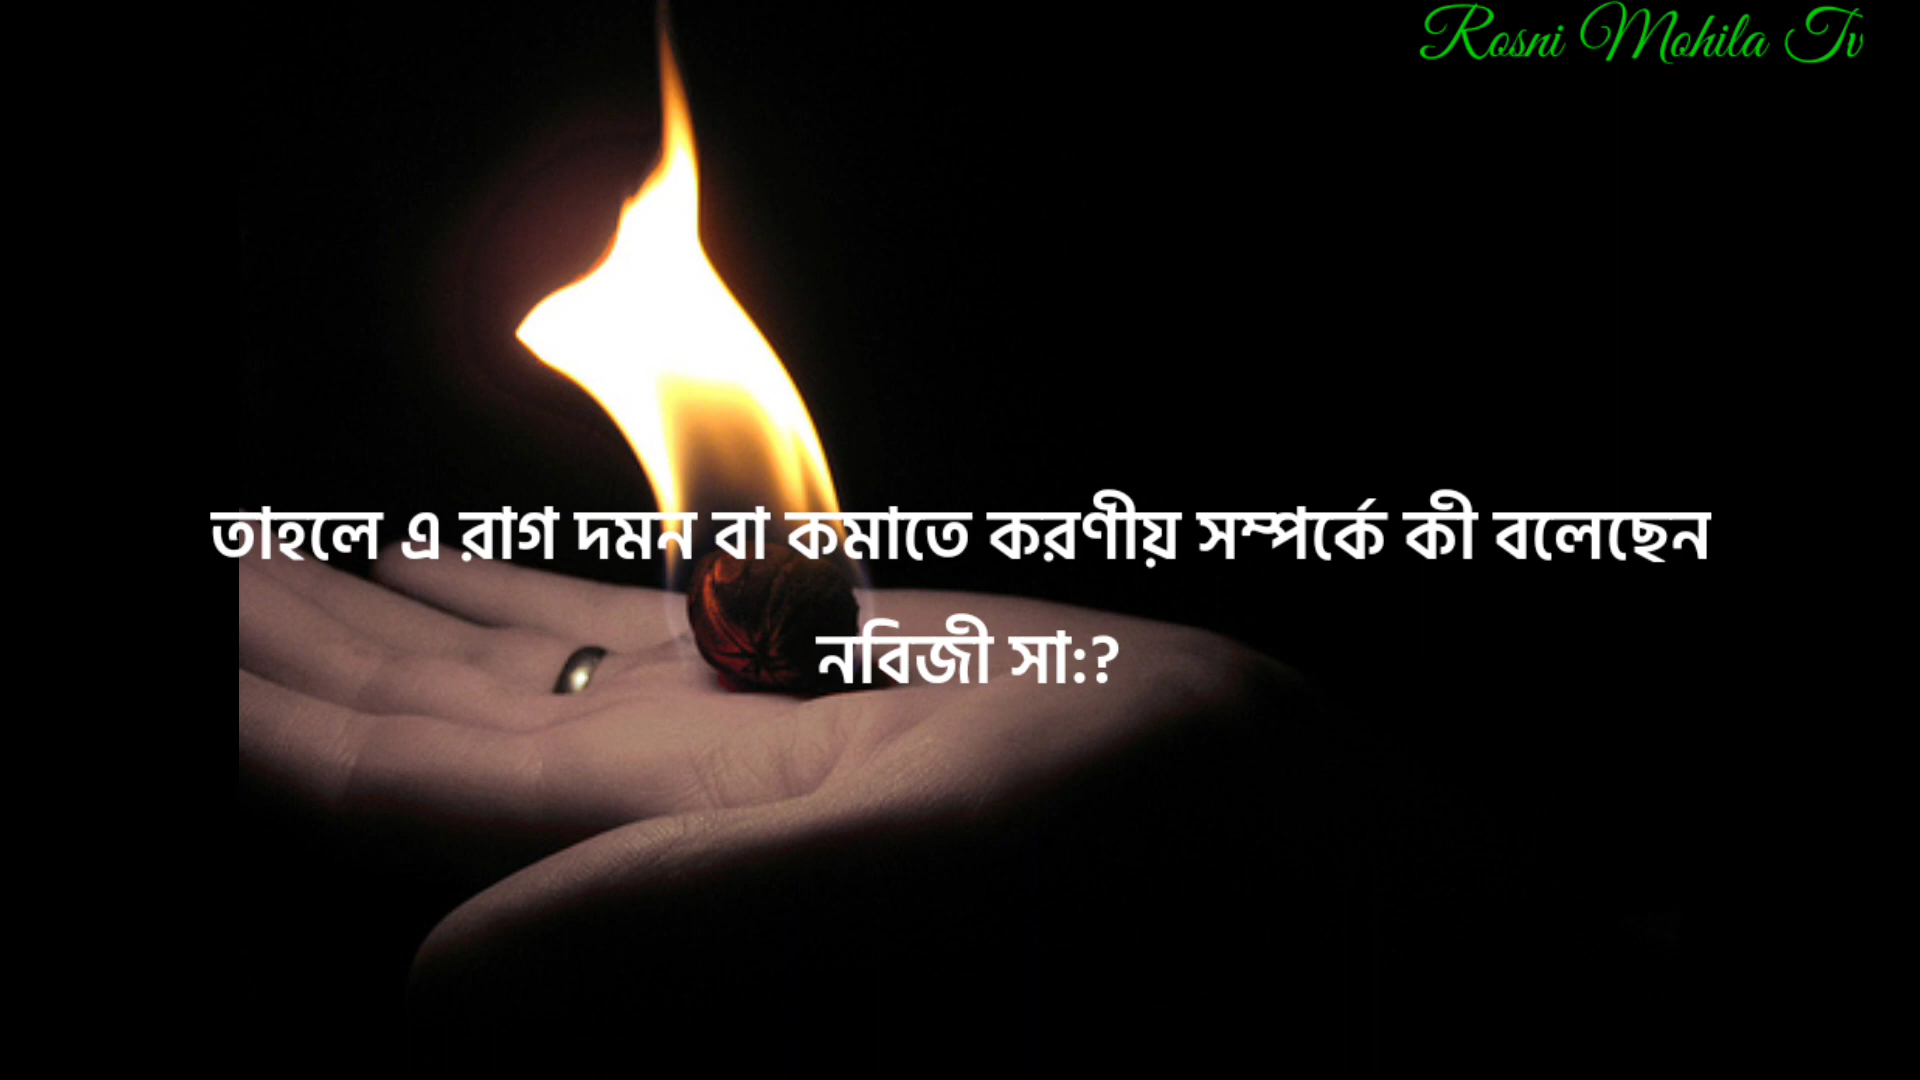 Rosni Mohila Tv
তাহলে এ রাগ দমন বা কমাতে করণীয় সম্পর্কে কী বলেছেন
নবিজী সা:?